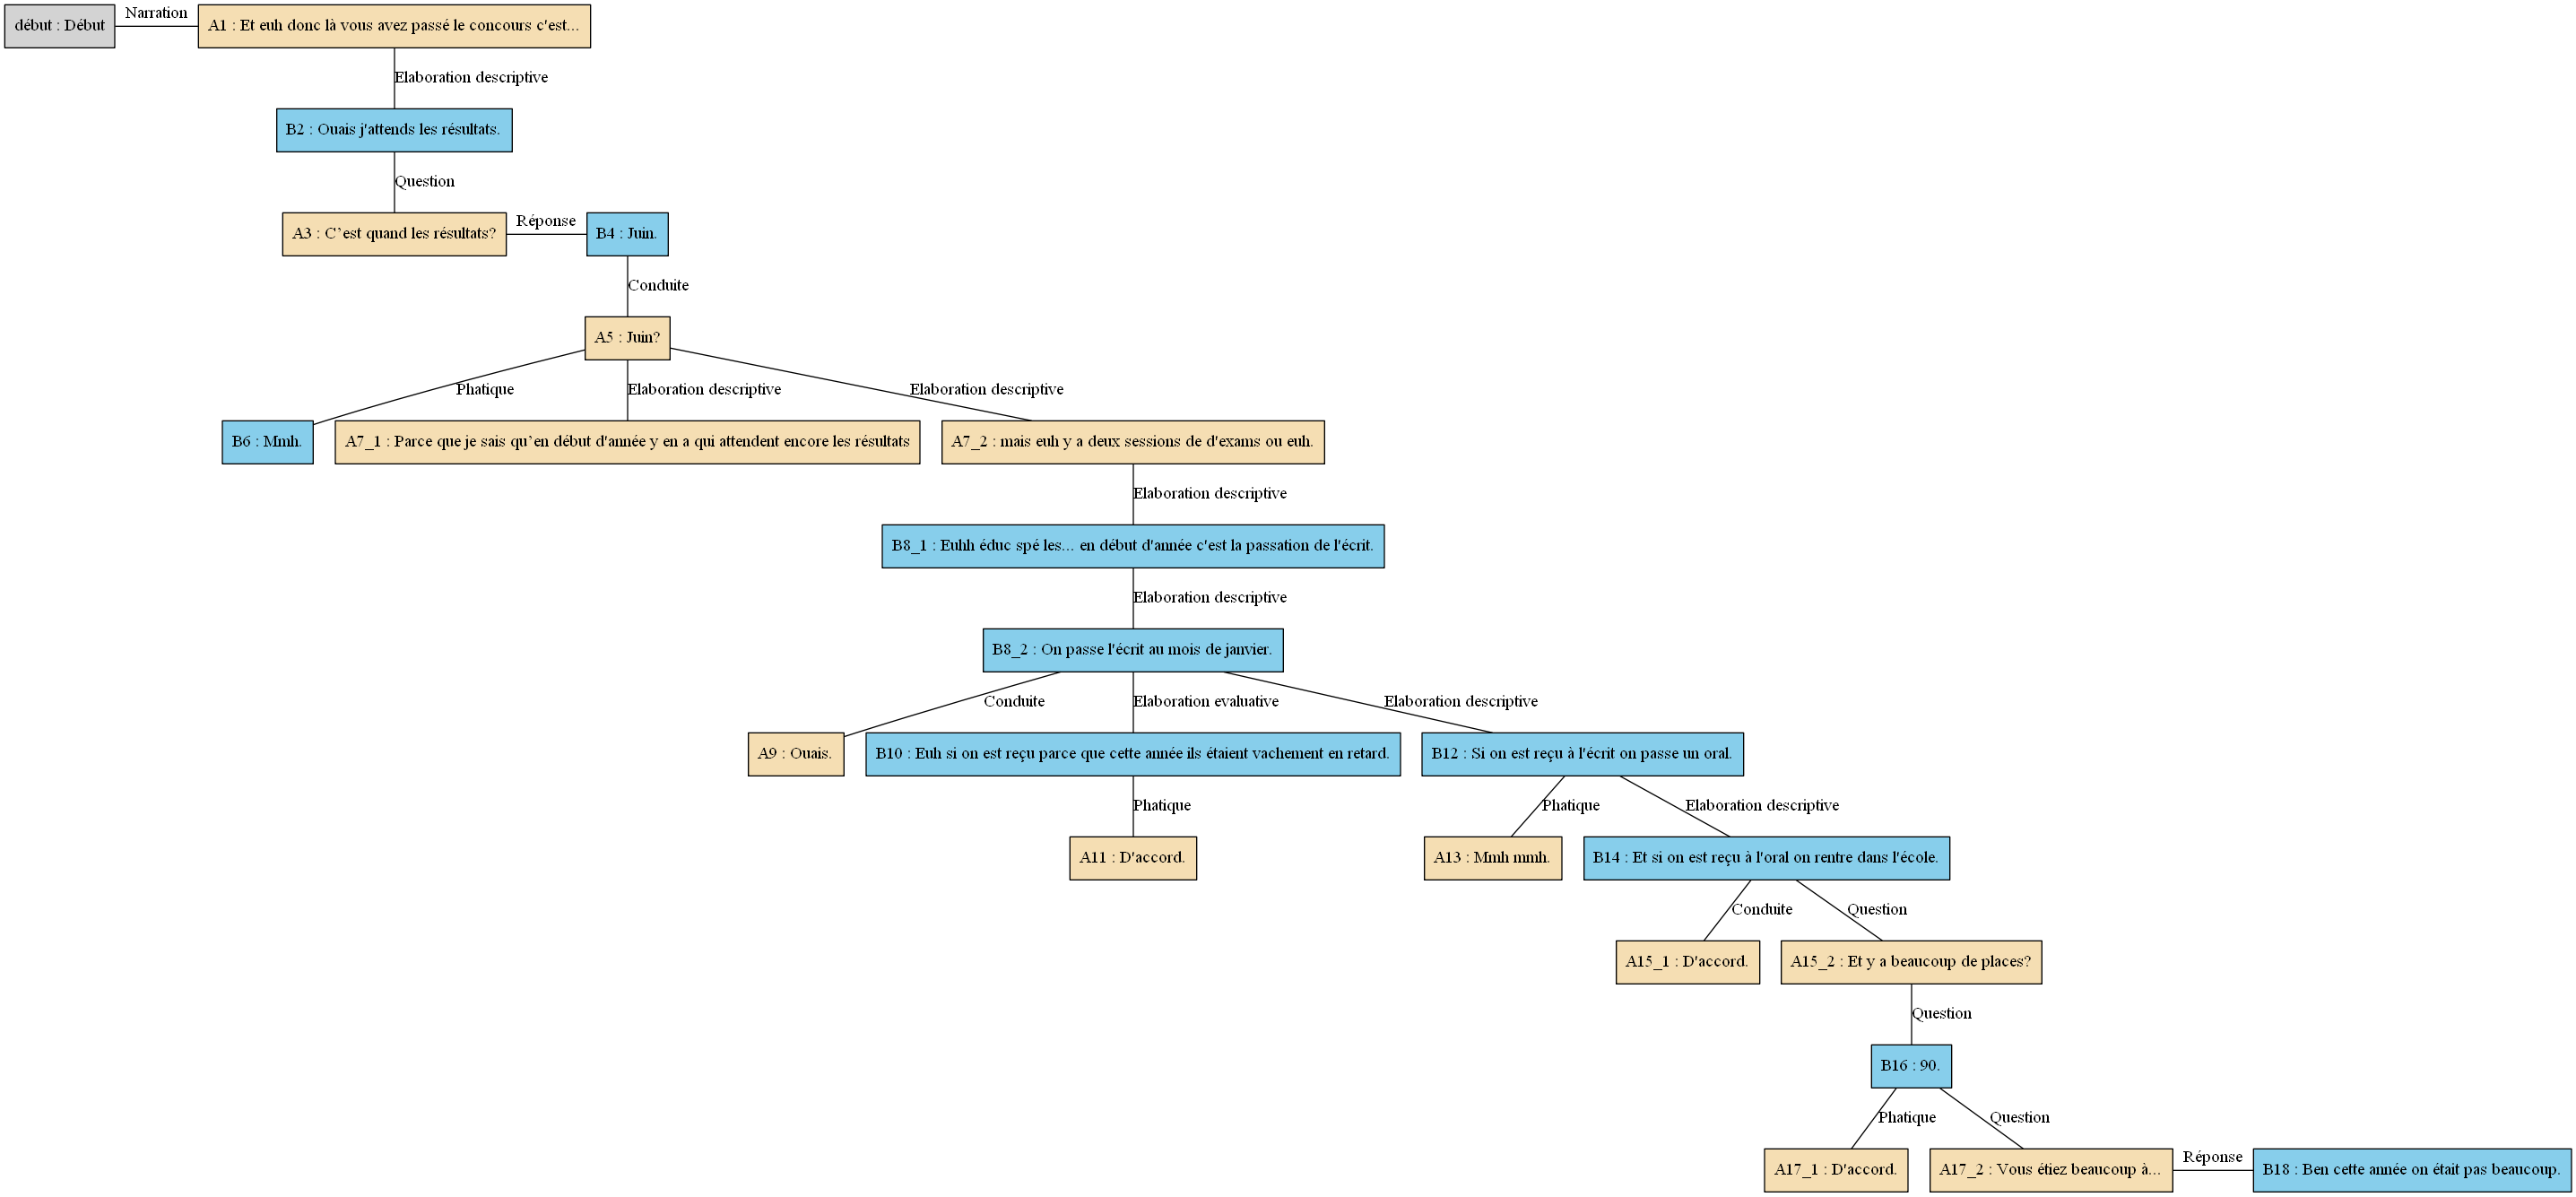 début : Début
Narration
A1 : Et euh donc là vous avez passé le concours c'est...
Elaboration descriptive
B2 : Ouais j'attends les résultats.
Question
A3 : C’est quand les résultats?
Réponse
B4 : Juin.
Conduite
A5 : Juin?
Phatique
Elaboration descriptive
Elaboration descriptive
B6 : Mmh.
A7_1 : Parce que je sais qu’en début d'année y en a qui attendent encore les résultats
A7_2 : mais euh y a deux sessions de d'exams ou euh.
Elaboration descriptive
B8_1 : Euhh éduc spé les... en début d'année c'est la passation de l'écrit.
Elaboration descriptive
B8_2 : On passe l'écrit au mois de janvier.
Conduite
Elaboration evaluative
Elaboration descriptive
A9 : Ouais.
B10 : Euh si on est reçu parce que cette année ils étaient vachement en retard.
B12 : Si on est reçu à l'écrit on passe un oral.
Phatique
Phatique
Elaboration descriptive
A11 : D'accord.
A13 : Mmh mmh.
B14 : Et si on est reçu à l'oral on rentre dans l'école.
Conduite
Question
A15_1 : D'accord.
A15_2 : Et y a beaucoup de places?
Question
B16 : 90.
Phatique
Question
A17_1 : D'accord.
A17_2 : Vous étiez beaucoup à...
Réponse
B18 : Ben cette année on était pas beaucoup.